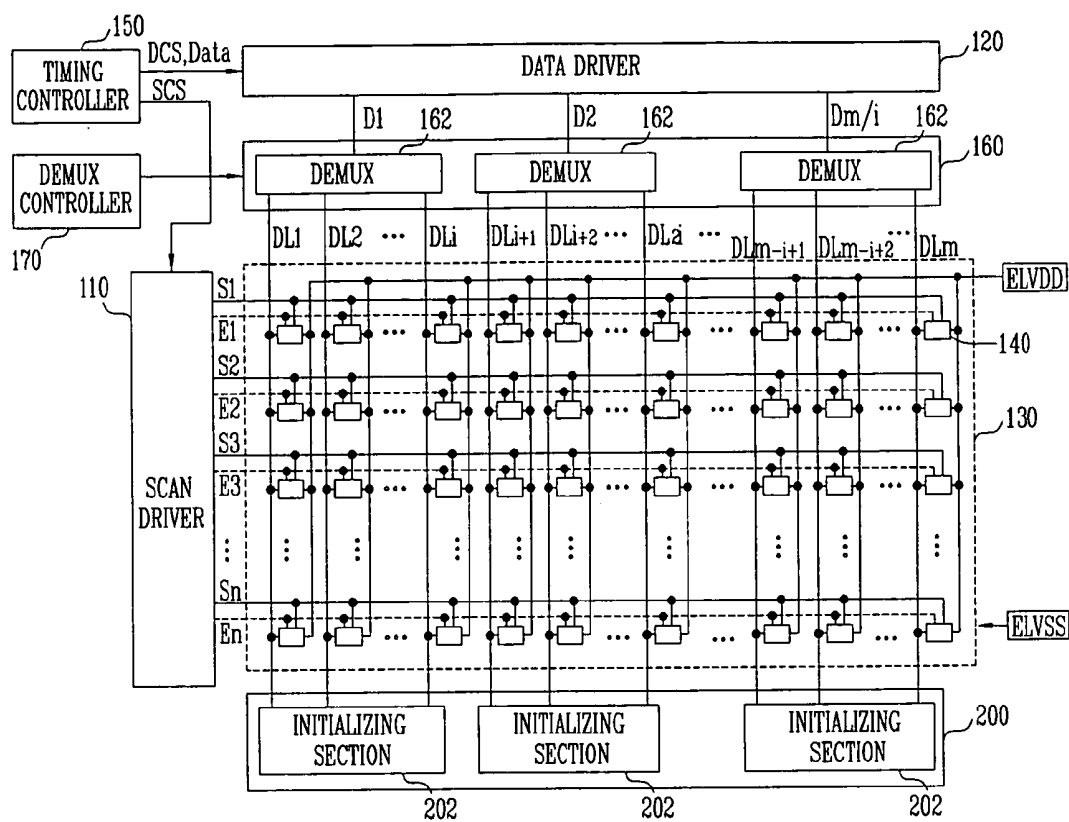 150
DCS,Data
120
TIMING
CONTROLLER
DATA DRIVER
SCS
D1
162
D2
162
Dm/i
162
160
DEMUX
CONTROLLER
DEMUX
DEMUX
DEMUX
170
DL1
DL2
...
DLi
DLi+1
DLi+2
...
DL2i
...
DLm-i+1
DLm-i+2
...
DLm
110
ELVDD
S1
E1
... ... ... ...
140
S2
E2
... ... ... ...
130
S3
E3
... ... ... ...
SCAN
DRIVER
Sn
En
... ... ... ...
ELVSS
INITIALIZING
SECTION
INITIALIZING
SECTION
INITIALIZING
SECTION
200
202
202
202